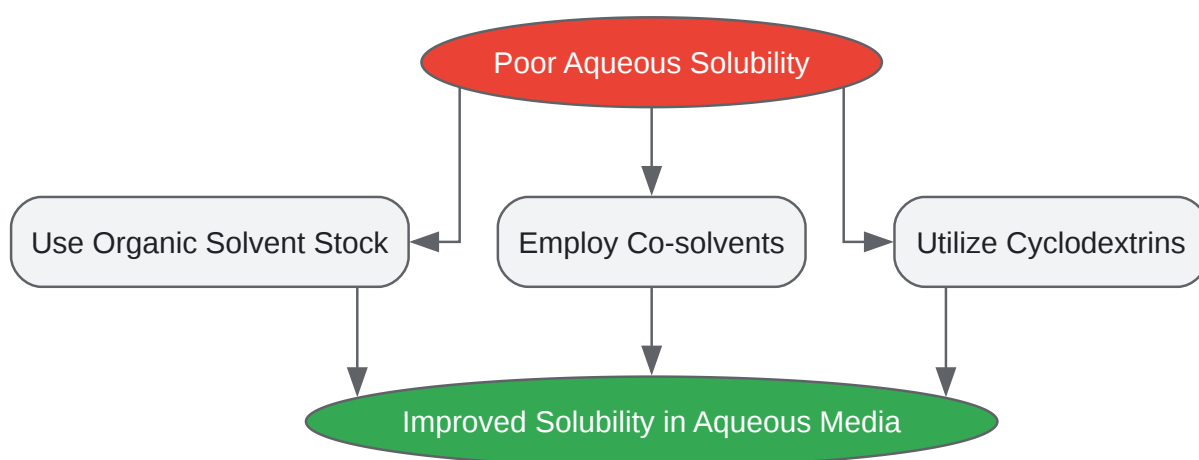 Poor Aqueous Solubility
Use Organic Solvent Stock
Employ Co-solvents
Utilize Cyclodextrins
Improved Solubility in Aqueous Media